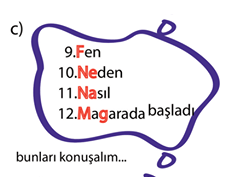 c)
9.Fen
10.Neden
11.Nasıl
12.Magarada başladı
bunları konuşalım...